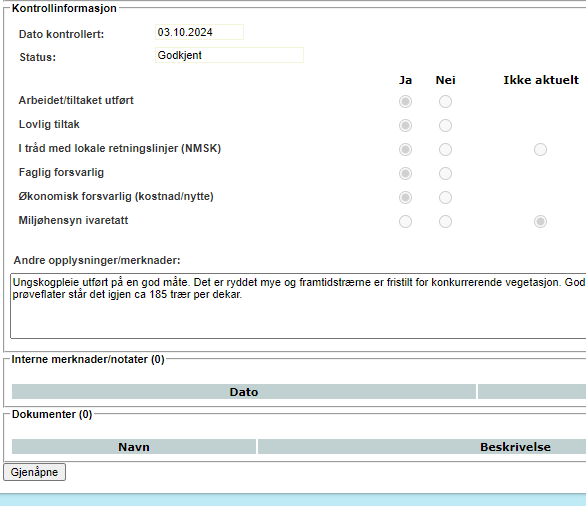 Kontrollinformasjon
Dato kontrollert: 03.10.2024
Status: Godkjent
Ja Nei Ikke aktuelt
Arbeidet/tiltaket utført
Lovlig tiltak
I tråd med lokale retningslinjer (NMSK)
Faglig forsvarlig
Økonomisk forsvarlig (kostnad/nytte)
Miljøhensyn ivaretatt
Andre opplysninger/merknader:
Ungskogpleie utført på en god måte. Det er ryddet mye og framtidstrærne er fristilt for konkurrerende vegetasjon. God
prøveflater står det igjen ca 185 trær per dekar.
Interne merknader/notater (0)
Dato
Dokumenter (0)
Navn Beskrivelse
Gjenåpne